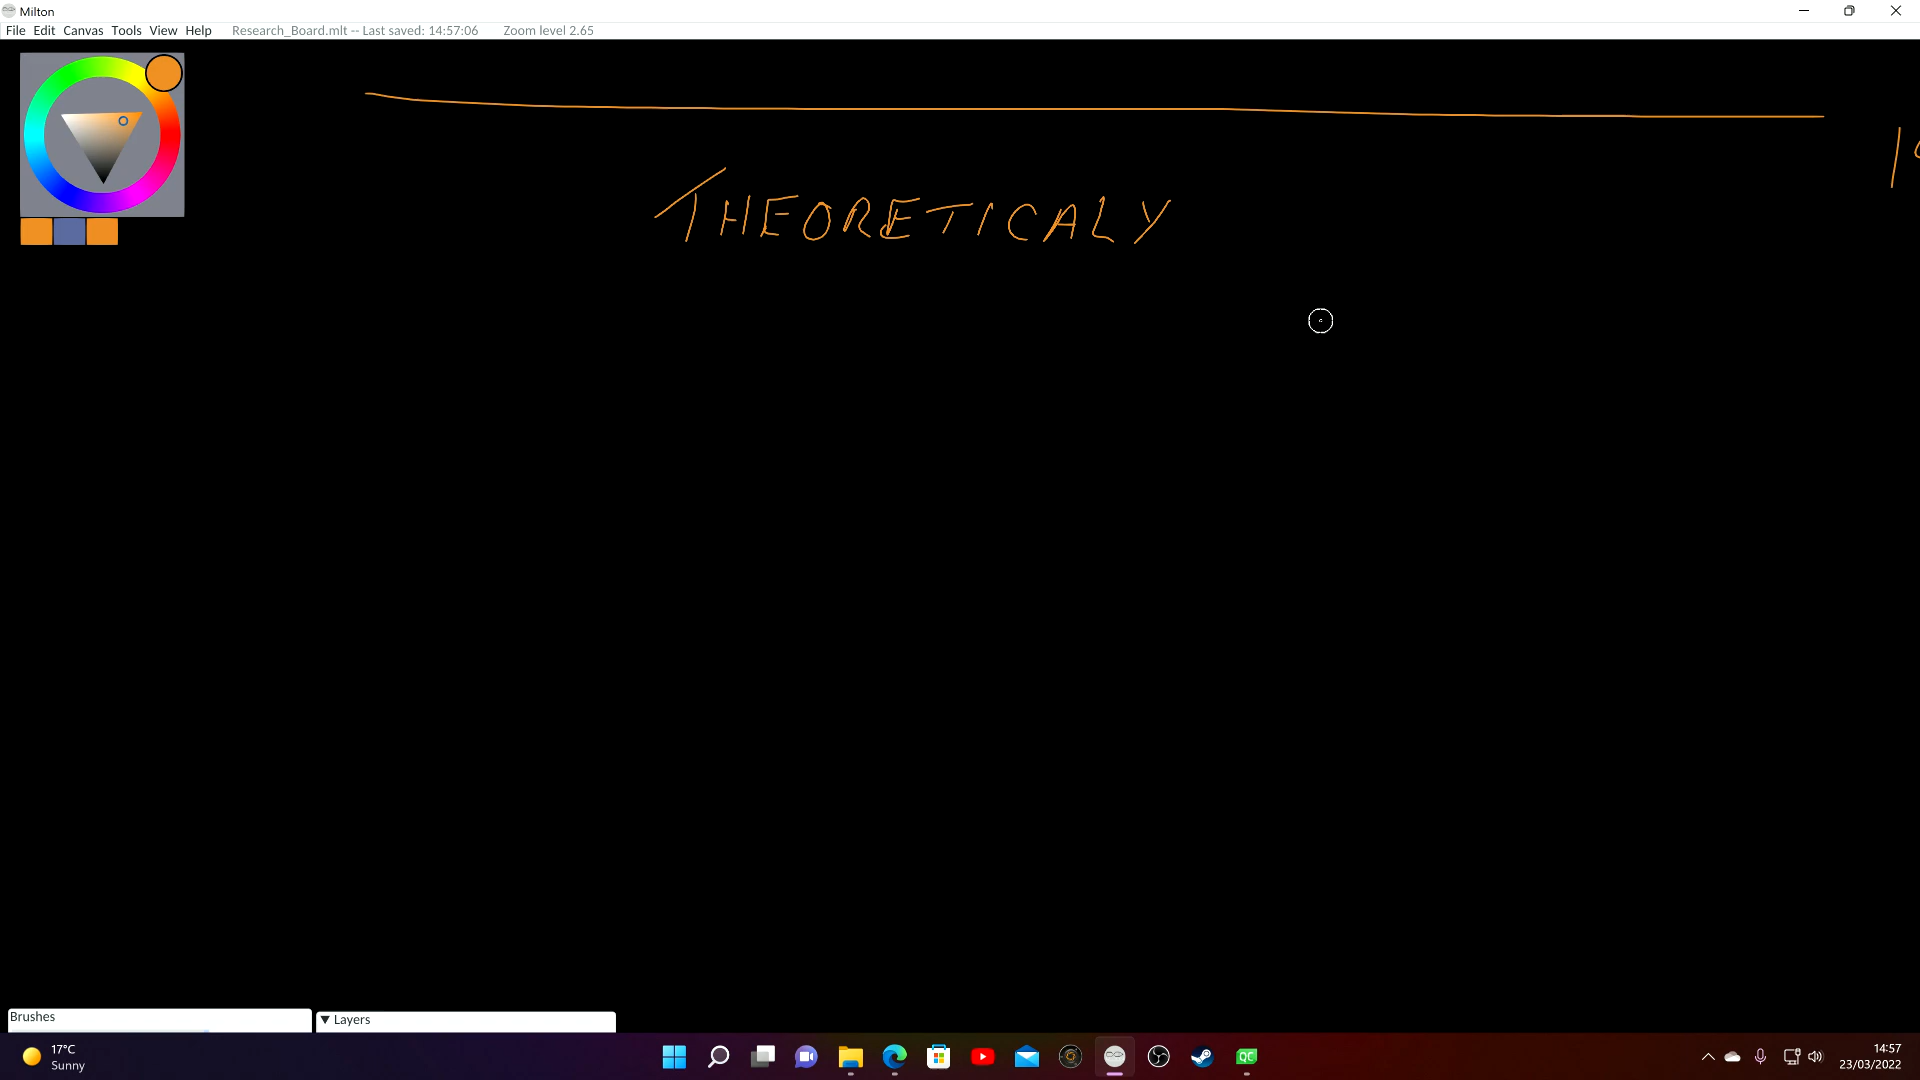 Milton
File Edit Canvas Tools View Help Research_Board.mlt -- Last saved: 14:57:06 Zoom level 2.65
THEORETICALY
Brushes
▼ Layers
17°C
Sunny
QC
14:57
23/03/2022